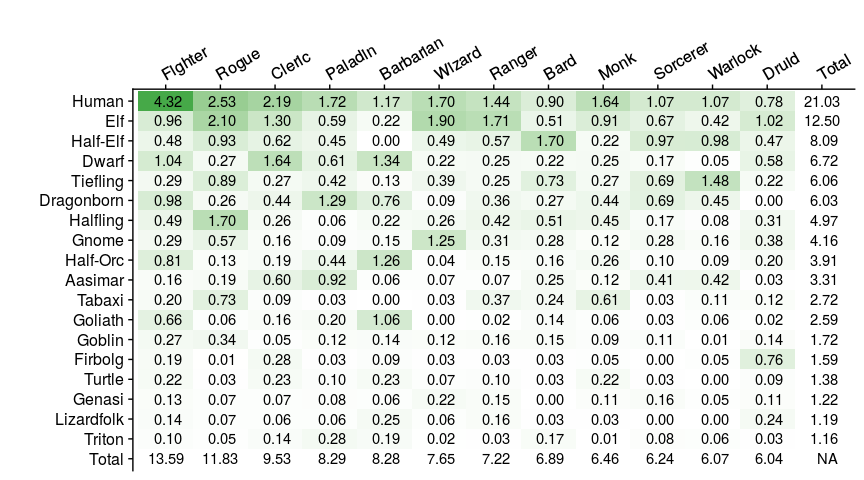 Fighter Rogue Cleric Paladin Barbarian Wizard Ranger Bard Monk Sorcerer Warlock Druid Total
Human 4.32 2.53 2.19 1.72 1.17 1.70 1.44 0.90 1.64 1.07 1.07 0.78 21.03
Elf 0.96 2.10 1.30 0.59 0.22 1.90 1.71 0.51 0.91 0.67 0.42 1.02 12.50
Half-Elf 0.48 0.93 0.62 0.45 0.00 0.49 0.57 1.70 0.22 0.97 0.98 0.47 8.09
Dwarf 1.04 0.27 1.64 0.61 1.34 0.22 0.25 0.22 0.25 0.17 0.05 0.58 6.72
Tiefling 0.29 0.89 0.27 0.42 0.13 0.39 0.25 0.73 0.27 0.69 1.48 0.22 6.06
Dragonborn 0.98 0.26 0.44 1.29 0.76 0.09 0.36 0.27 0.44 0.69 0.45 0.00 6.03
Halfling 0.49 1.70 0.26 0.06 0.22 0.26 0.42 0.51 0.45 0.17 0.08 0.31 4.97
Gnome 0.29 0.57 0.16 0.09 0.15 1.25 0.31 0.28 0.12 0.28 0.16 0.38 4.16
Half-Orc 0.81 0.13 0.19 0.44 1.26 0.04 0.15 0.16 0.26 0.10 0.09 0.20 3.91
Aasimar 0.16 0.19 0.60 0.92 0.06 0.07 0.07 0.25 0.12 0.41 0.42 0.03 3.31
Tabaxi 0.20 0.73 0.09 0.03 0.00 0.03 0.37 0.24 0.61 0.03 0.11 0.12 2.72
Goliath 0.66 0.06 0.16 0.20 1.06 0.00 0.02 0.14 0.06 0.03 0.06 0.02 2.59
Goblin 0.27 0.34 0.05 0.12 0.14 0.12 0.16 0.15 0.09 0.11 0.01 0.14 1.72
Firbolg 0.19 0.01 0.28 0.03 0.09 0.03 0.03 0.03 0.05 0.00 0.05 0.76 1.59
Turtle 0.22 0.03 0.23 0.10 0.23 0.07 0.10 0.03 0.22 0.03 0.00 0.09 1.38
Genasi 0.13 0.07 0.07 0.08 0.06 0.22 0.15 0.00 0.11 0.16 0.05 0.11 1.22
Lizardfolk 0.14 0.07 0.06 0.06 0.25 0.06 0.16 0.03 0.03 0.00 0.00 0.24 1.19
Triton 0.10 0.05 0.14 0.28 0.19 0.02 0.03 0.17 0.01 0.08 0.06 0.03 1.16
Total 13.59 11.83 9.53 8.29 8.28 7.65 7.22 6.89 6.46 6.24 6.07 6.04 NA